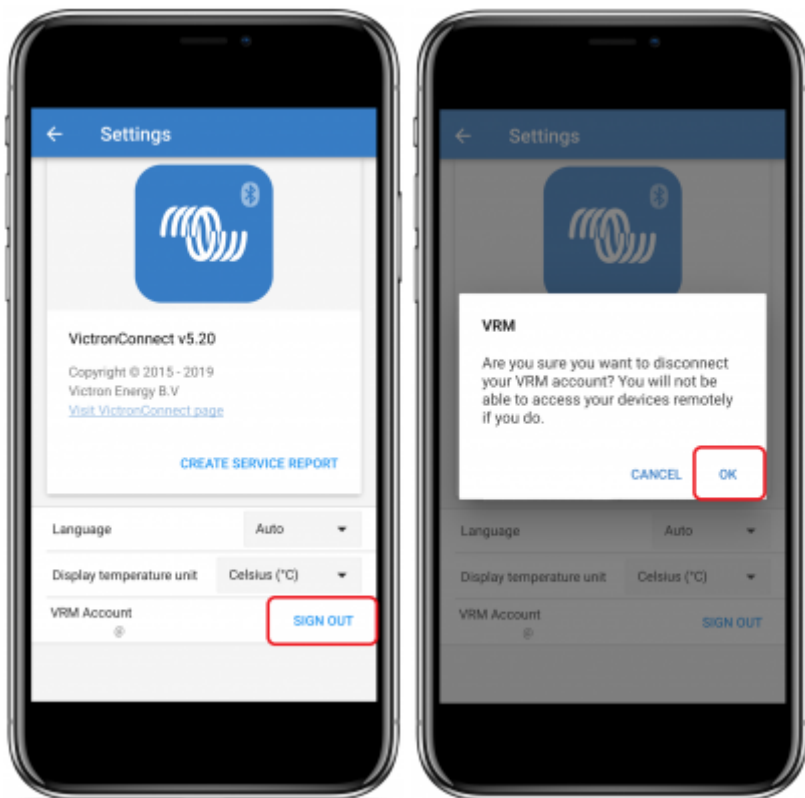 Settings
VictronConnect v5.20
Copyright © 2015 - 2019
Victron Energy B.V
Visit VictronConnect page
CREATE SERVICE REPORT
Language Auto
Display temperature unit Celsius (°C)
VRM Account SIGN OUT
@
Settings
VRM
Are you sure you want to disconnect
your VRM account? You will not be
able to access your devices remotely
if you do.
CANCEL OK
Language Auto
Display temperature unit Celsius (°C)
VRM Account SIGN OUT
@